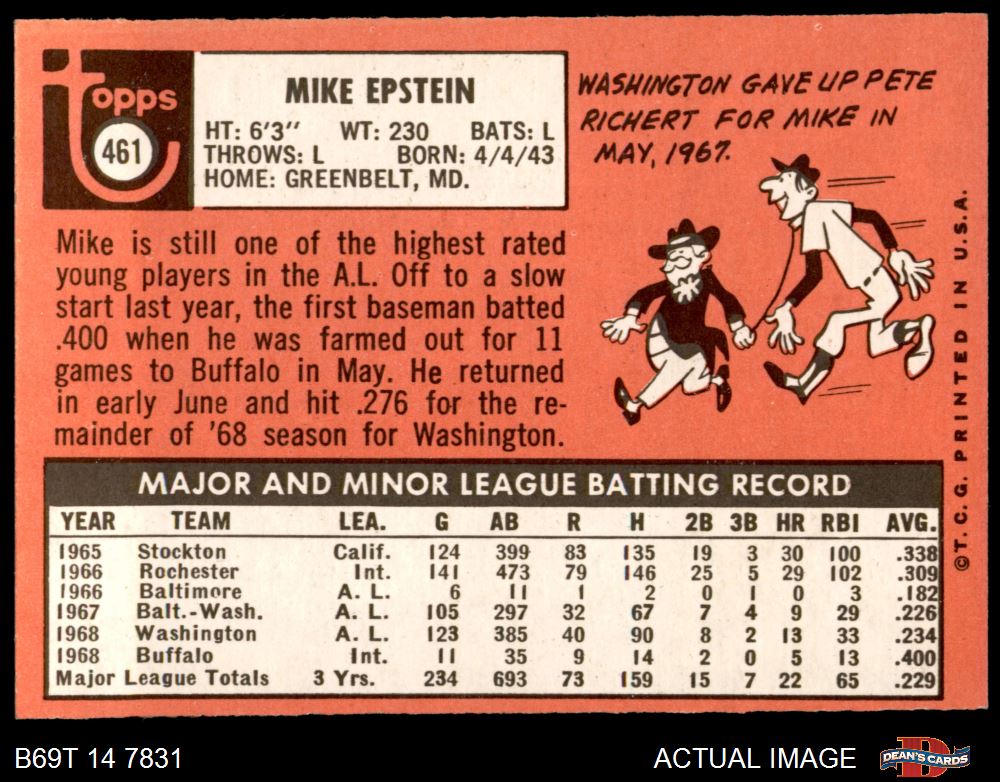 Topps
461
MIKE EPSTEIN
HT: 6'3" WT: 230 BATS: L
THROWS: L BORN: 4/4/43
HOME: GREENBELT, MD.
WASHINGTON GAVE UP PETE
RICHERT FOR MIKE IN
MAY, 1967.
Mike is still one of the highest rated
young players in the A.L. Off to a slow
start last year, the first baseman batted
.400 when he was farmed out for 11
games to Buffalo in May. He returned
in early June and hit .276 for the re-
mainder of '68 season for Washington.
©T.C.G. PRINTED IN U.S.A.
MAJOR AND MINOR LEAGUE BATTING RECORD
YEAR TEAM LEA. G AB R H 2B 3B HR RBI AVG.
1965 Stockton Calif. 124 399 83 135 19 3 30 100 .338
1966 Rochester Int. 141 473 79 146 25 5 29 102 .309
1966 Baltimore A. L. 6 11 1 2 0 1 0 3 .182
1967 Balt.-Wash. A. L. 105 297 32 67 7 4 9 29 .226
1968 Washington A. L. 123 385 40 90 8 2 13 33 .234
1968 Buffalo Int. 11 35 9 14 2 0 5 13 .400
Major League Totals 3 Yrs. 234 693 73 159 15 7 22 65 .229
B69T 14 7831
ACTUAL IMAGE
DEAN'S CARDS